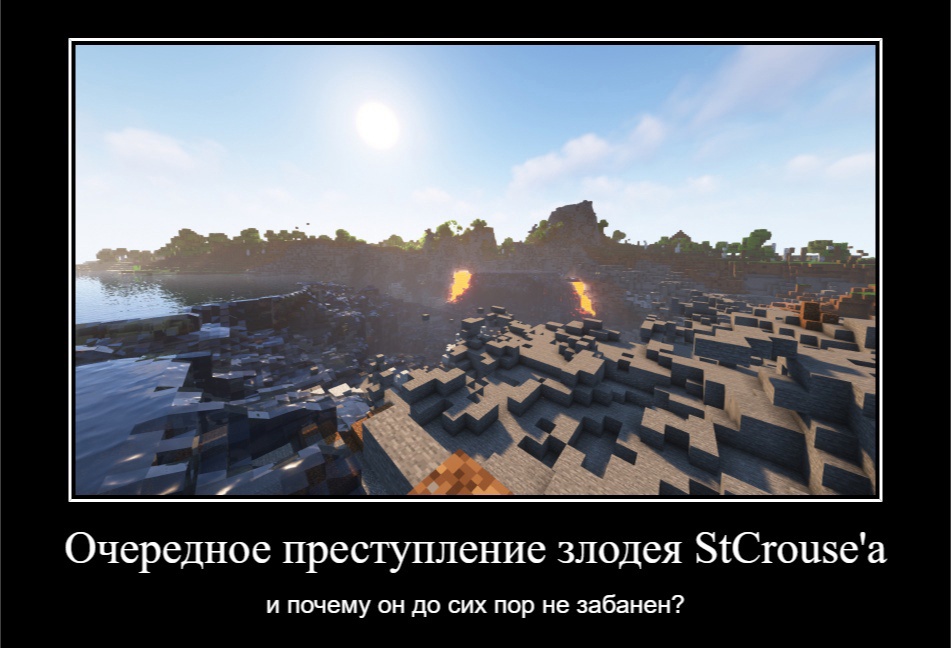 Очередное преступление злодея StCrouse'а
и почему он до сих пор не забанен?